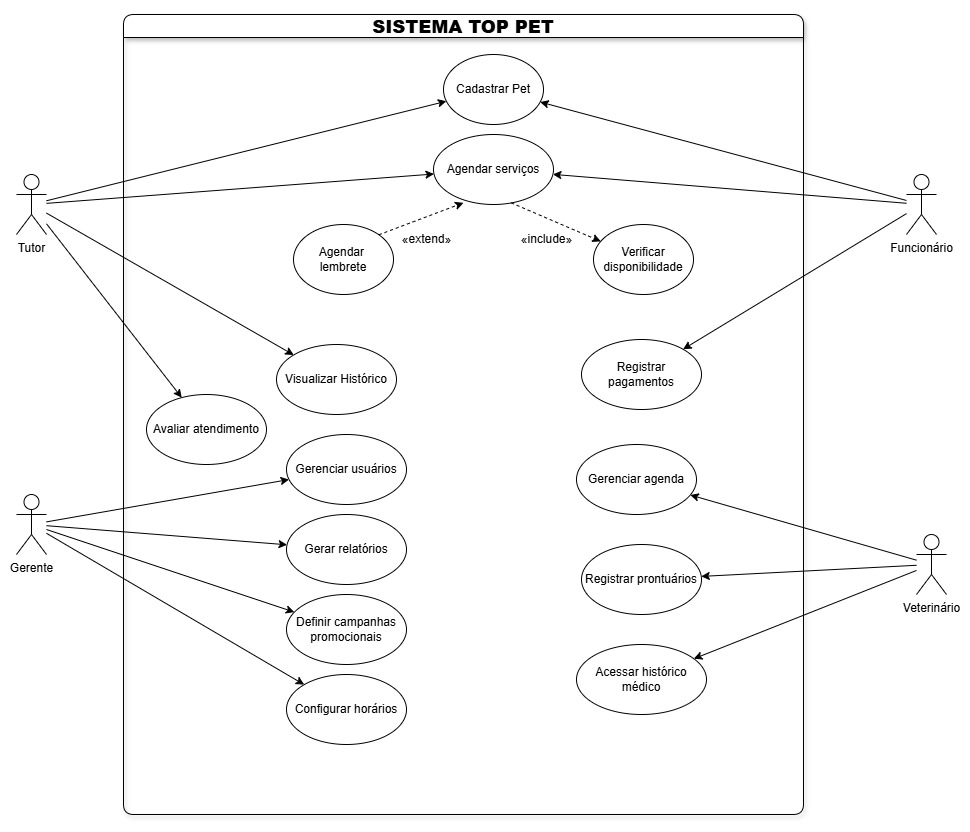 SISTEMA TOP PET
Cadastrar Pet
Agendar serviços
Tutor
Funcionário
«extend»
«include»
Agendar
lembrete
Verificar
disponibilidade
Visualizar Histórico
Registrar
pagamentos
Avaliar atendimento
Gerenciar usuários
Gerenciar agenda
Gerente
Gerar relatórios
Registrar prontuários
Veterinário
Definir campanhas
promocionais
Acessar histórico
médico
Configurar horários